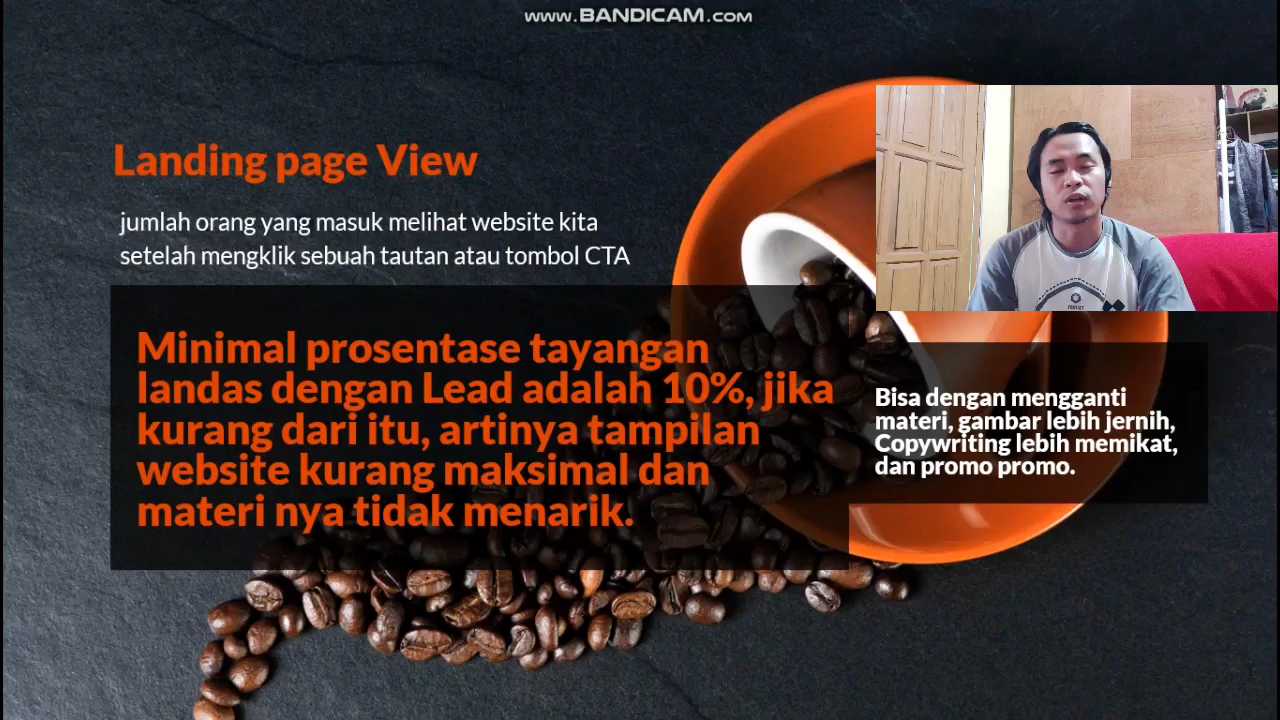 www.BANDICAM.com
Landing page View
jumlah orang yang masuk melihat website kita
setelah mengklik sebuah tautan atau tombol CTA
Minimal prosentase tayangan
landas dengan Lead adalah 10%, jika
kurang dari itu, artinya tampilan
website kurang maksimal dan
materi nya tidak menarik.
Bisa dengan mengganti
materi, gambar lebih jernih,
Copywriting lebih memikat,
dan promo promo.